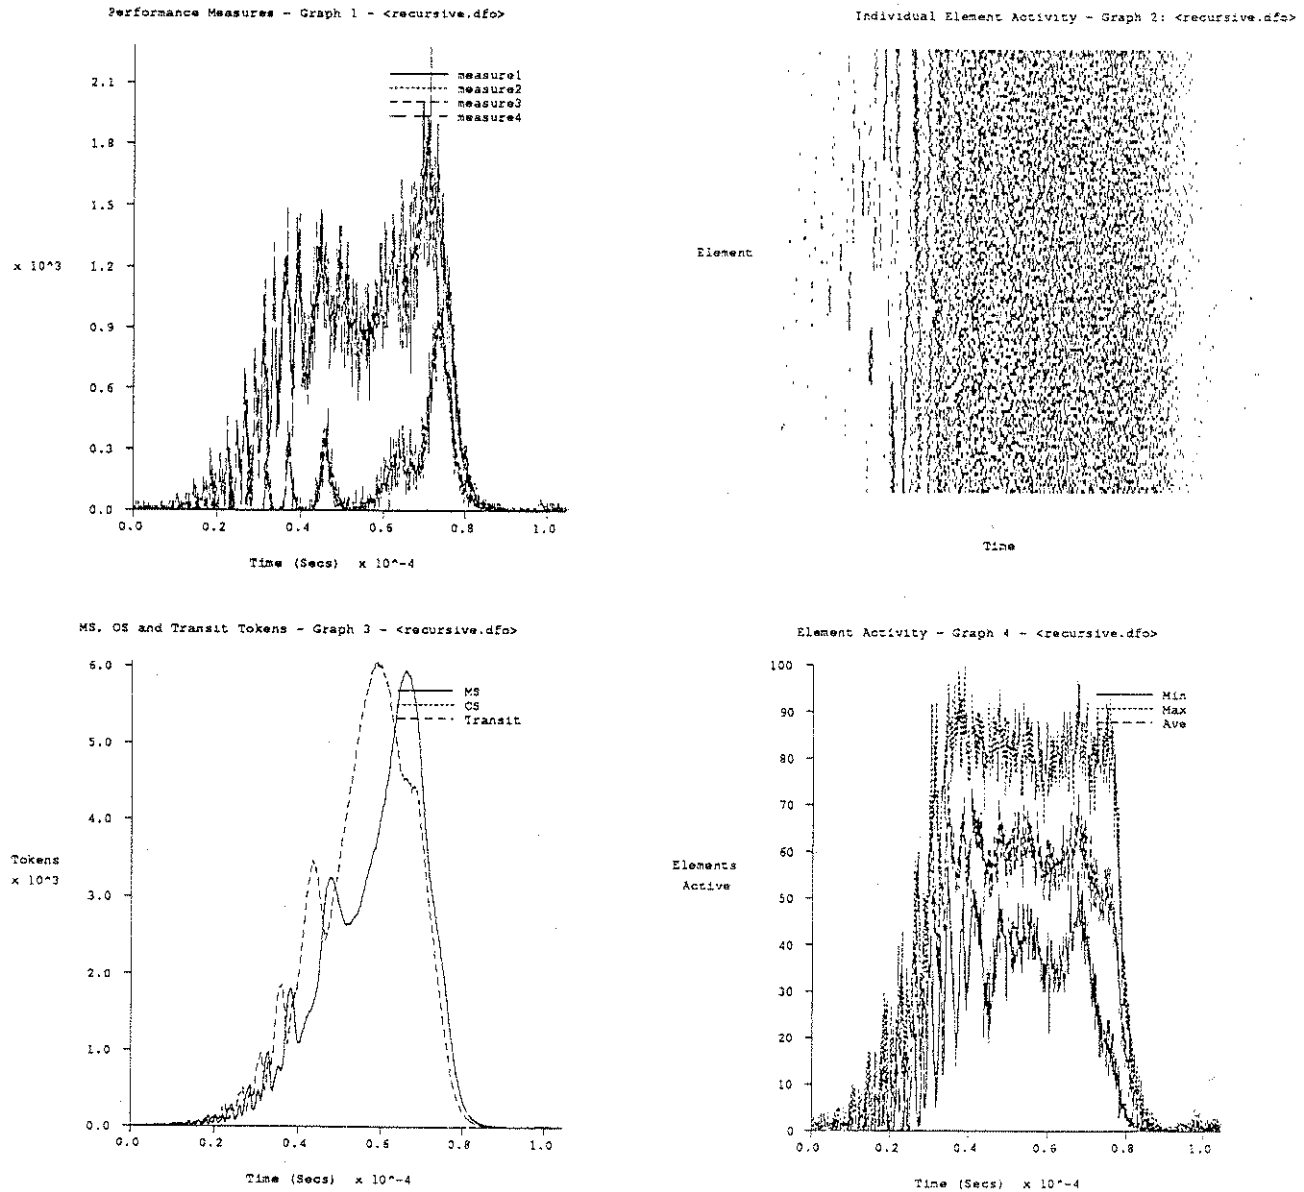 Performance Measures - Graph 1 - <recursive.dfo>
measure1
measure2
measure3
measure4
2.1
1.8
1.5
1.2
0.9
0.6
0.3
0.0
x 10^3
0.0 0.2 0.4 0.6 0.8 1.0
Time (Secs) x 10^-4
Individual Element Activity - Graph 2: <recursive.dfo>
Element
Time
MS, OS and Transit Tokens - Graph 3 - <recursive.dfo>
MS
OS
Transit
6.0
5.0
4.0
3.0
2.0
1.0
0.0
Tokens
x 10^3
0.0 0.2 0.4 0.6 0.8 1.0
Time (Secs) x 10^-4
Element Activity - Graph 4 - <recursive.dfo>
Min
Max
Ave
100
90
80
70
60
50
40
30
20
10
0
Elements
Active
0.0 0.2 0.4 0.6 0.8 1.0
Time (Secs) x 10^-4